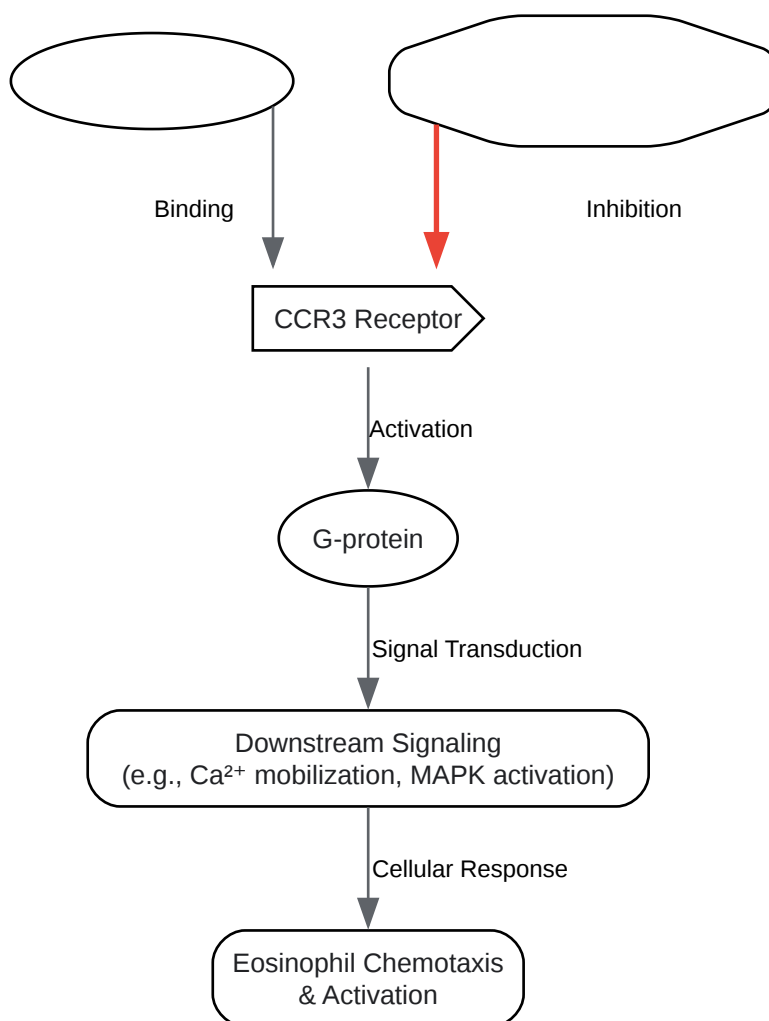 Binding
Inhibition
CCR3 Receptor
Activation
G-protein
Signal Transduction
Downstream Signaling
(e.g., Ca²⁺ mobilization, MAPK activation)
Cellular Response
Eosinophil Chemotaxis
& Activation